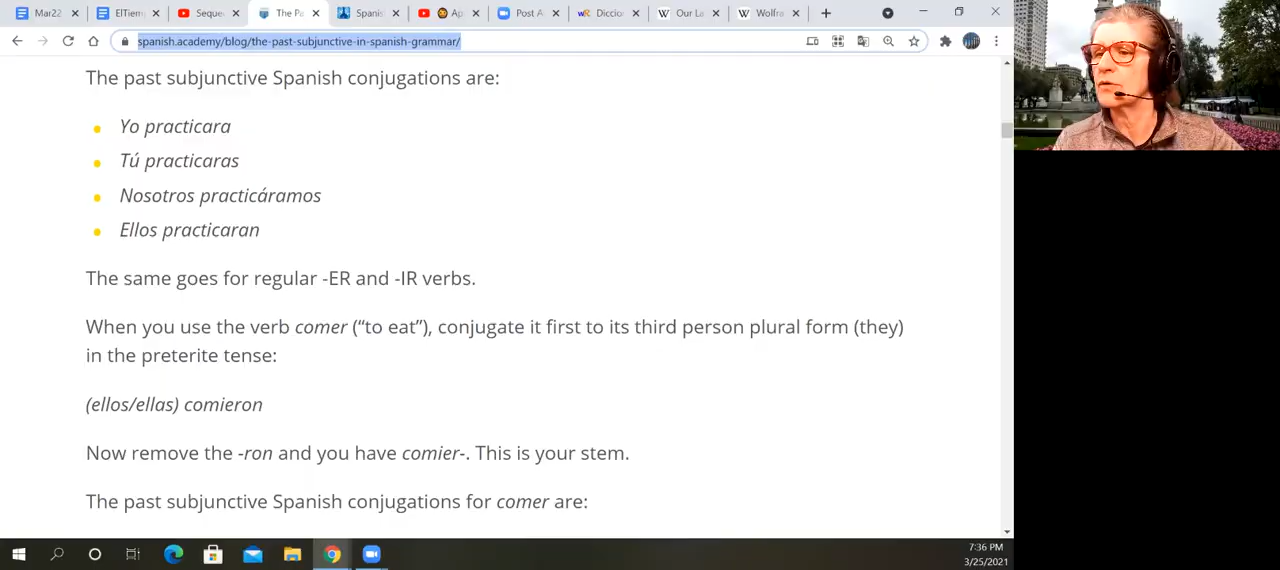 Mar22
ElTiem
Seque
The Pa
Spanis
Ap
Post A
Diccio
Our La
Wolfra
spanish.academy/blog/the-past-subjunctive-in-spanish-grammar/
The past subjunctive Spanish conjugations are:
Yo practicara
Tú practicaras
Nosotros practicáramos
Ellos practicaran
The same goes for regular -ER and -IR verbs.
When you use the verb comer (“to eat”), conjugate it first to its third person plural form (they)
in the preterite tense:
(ellos/ellas) comieron
Now remove the -ron and you have comier-. This is your stem.
The past subjunctive Spanish conjugations for comer are:
7:36 PM
3/25/2021